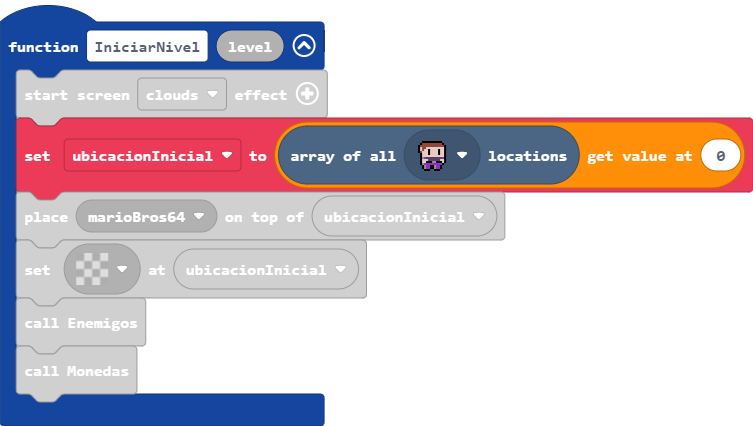 function IniciarNivel level
start screen clouds effect
set ubicacionInicial to array of all locations get value at 0
place marioBros64 on top of ubicacionInicial
set at ubicacionInicial
call Enemigos
call Monedas